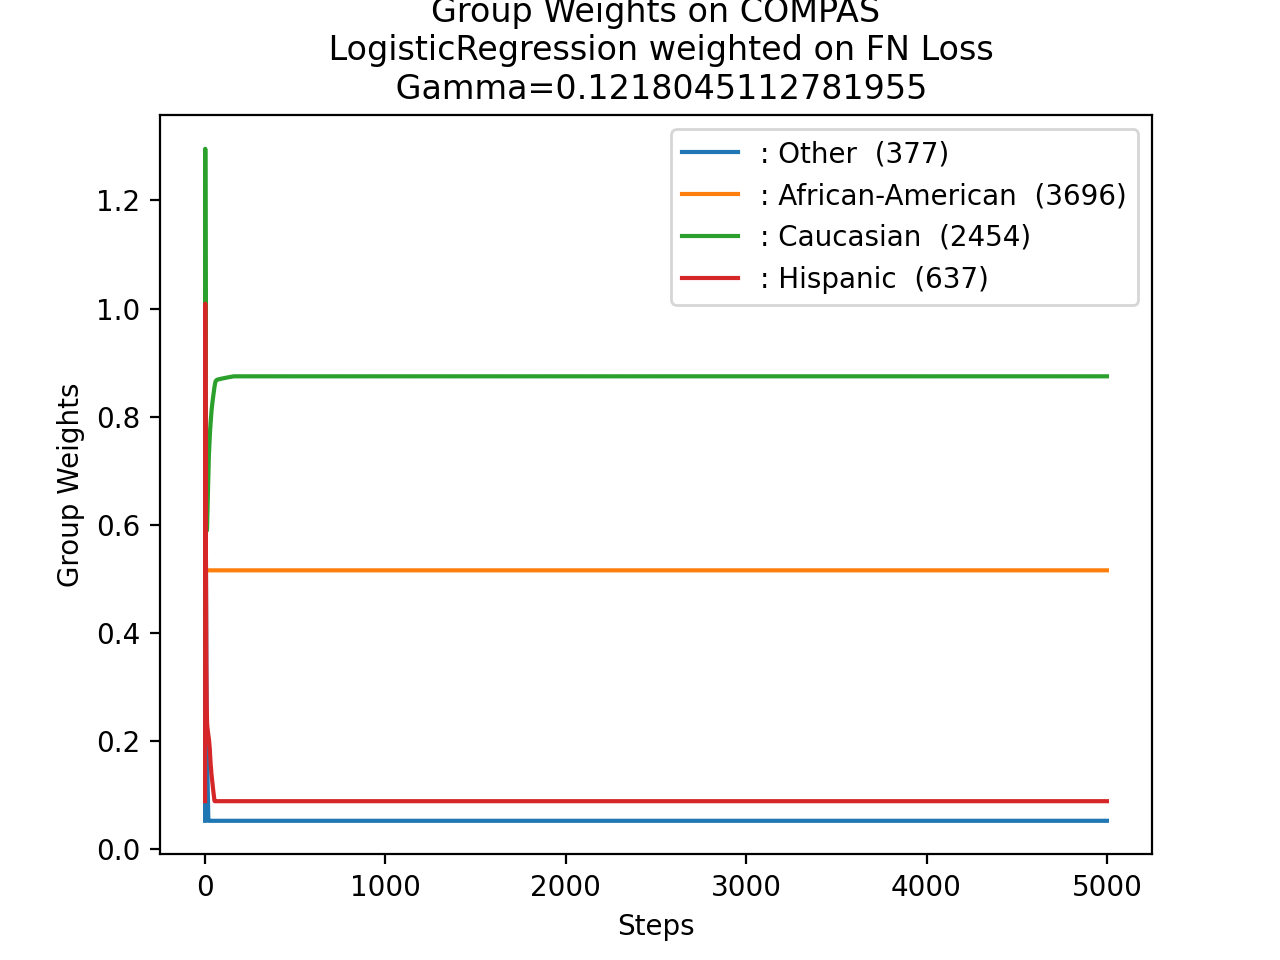 Group Weights on COMPAS
LogisticRegression weighted on FN Loss
Gamma=0.1218045112781955
: Other (377)
: African-American (3696)
: Caucasian (2454)
: Hispanic (637)
Group Weights
1.2
1.0
0.8
0.6
0.4
0.2
0.0
0 1000 2000 3000 4000 5000
Steps